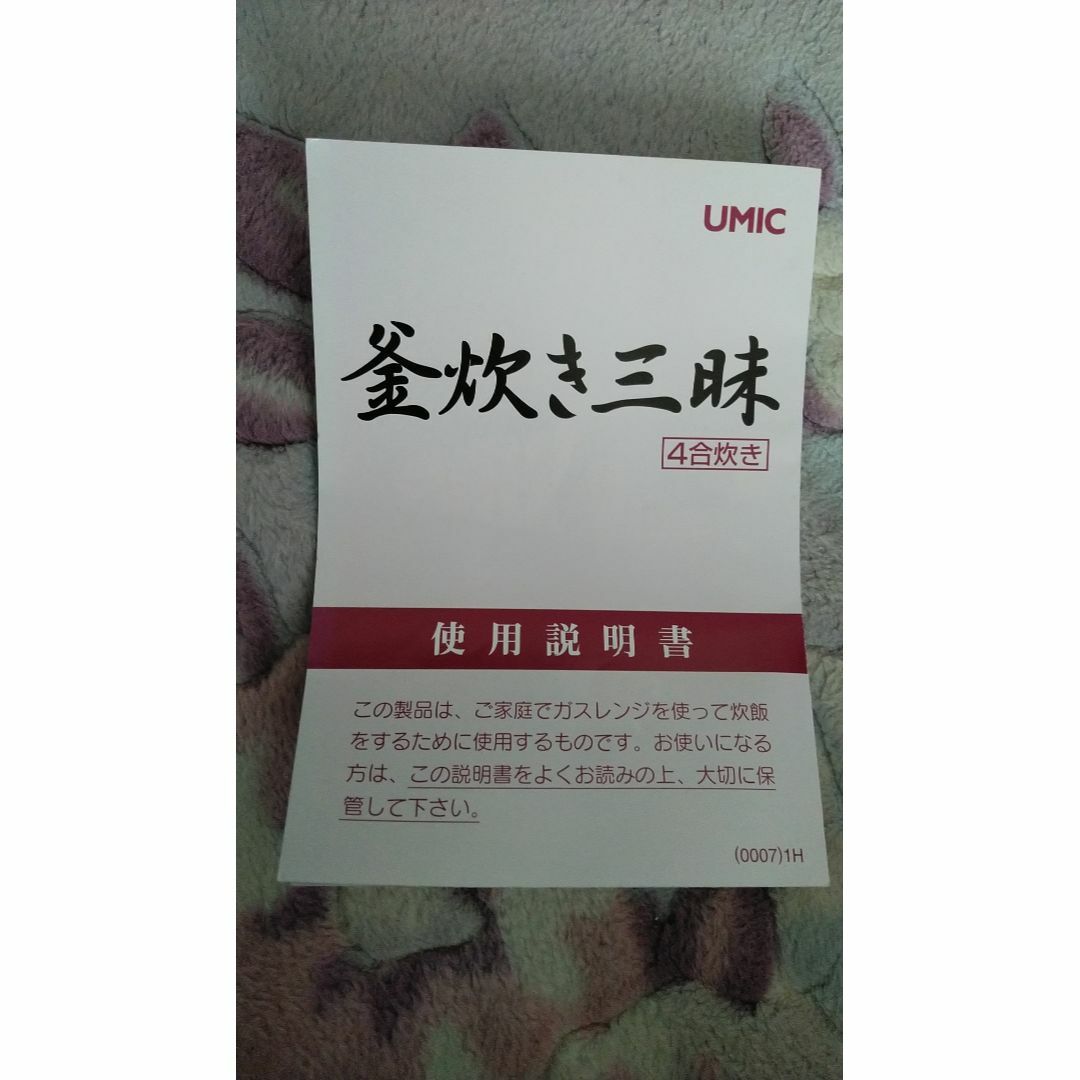 UMIC
釜炊き三昧
4合炊き
使用説明書
この製品は、ご家庭でガスレンジを使って炊飯
をするために使用するものです。お使いになる
方は、この説明書をよくお読みの上、大切に保
管して下さい。
(0007)1H